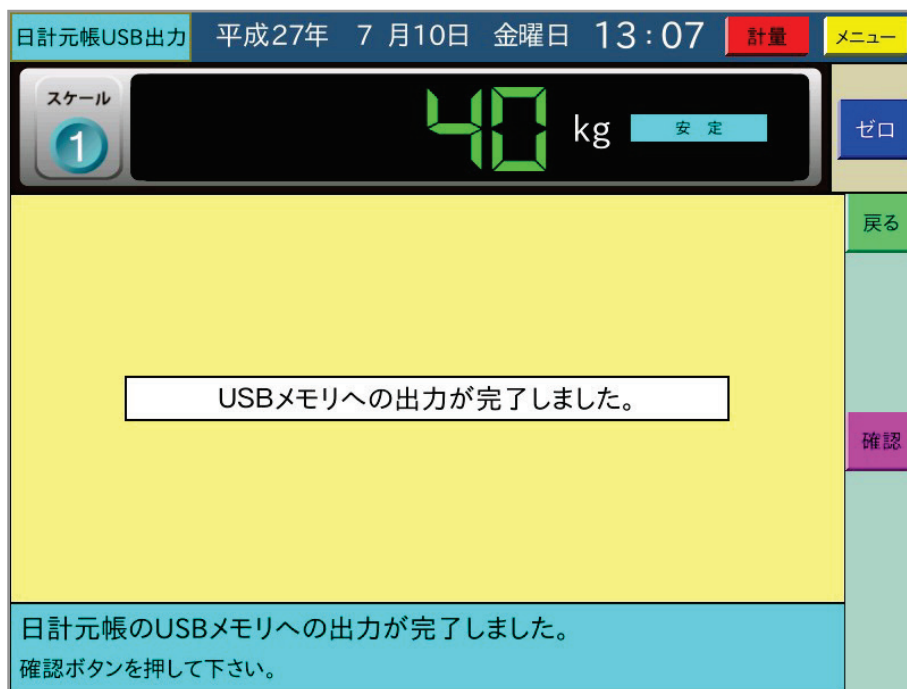 日計元帳USB出力 平成27年 7月10日 金曜日 13:07 計量 メニュー
スケール
1
40 kg 安定
ゼロ
戻る
USBメモリへの出力が完了しました。
確認
日計元帳のUSBメモリへの出力が完了しました。
確認ボタンを押して下さい。